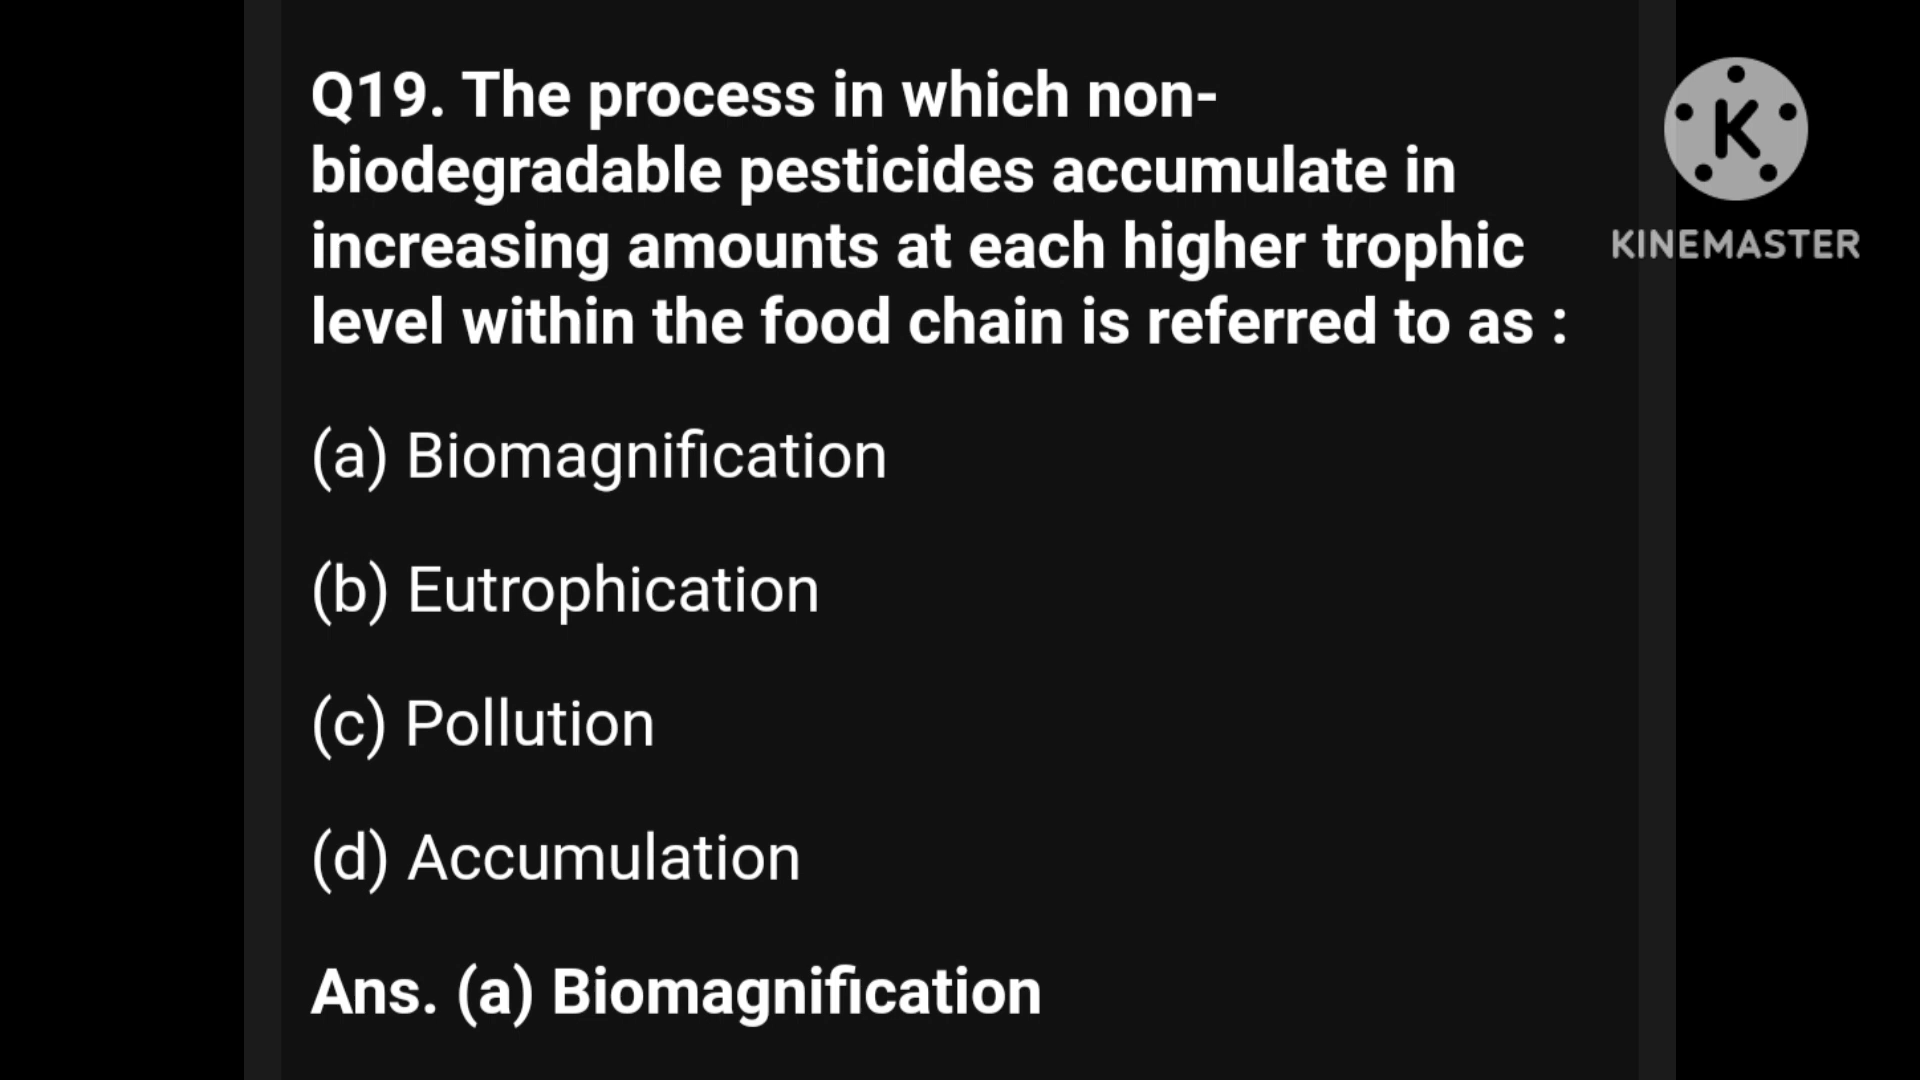 Q19. The process in which non-
biodegradable pesticides accumulate in
increasing amounts at each higher trophic
level within the food chain is referred to as :
(a) Biomagnification
(b) Eutrophication
(c) Pollution
(d) Accumulation
Ans. (a) Biomagnification
K
KINEMASTER